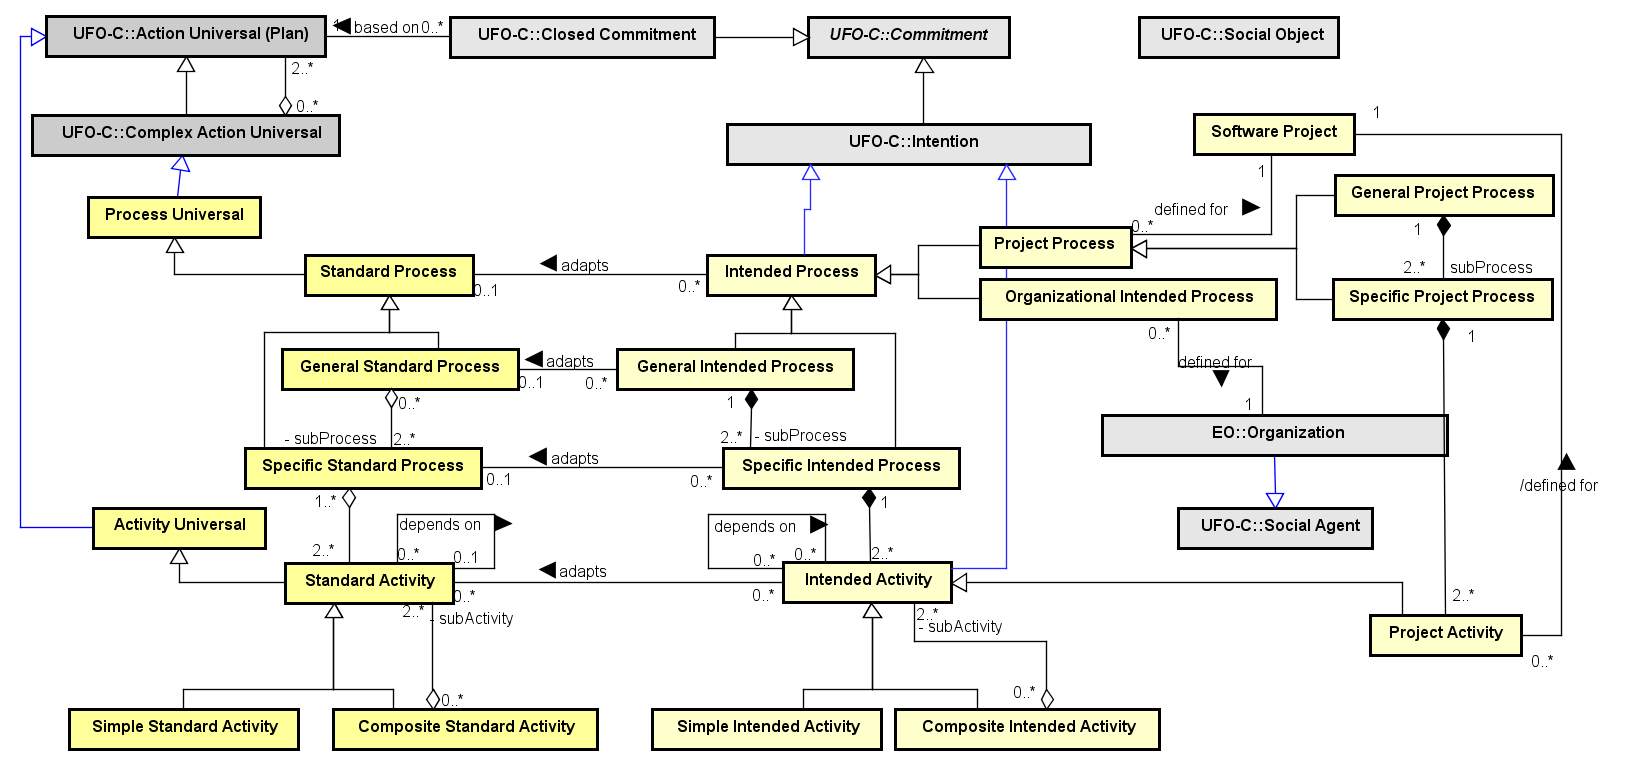 UFO-C::Action Universal (Plan)
1
based on
0..*
UFO-C::Closed Commitment
UFO-C::Commitment
UFO-C::Social Object
2..*
0..*
UFO-C::Complex Action Universal
UFO-C::Intention
Software Project
1
1
General Project Process
Process Universal
defined for
0..*
1
Project Process
2..*
subProcess
Standard Process
adapts
0..1
0..*
Intended Process
Organizational Intended Process
Specific Project Process
0..*
1
General Standard Process
adapts
0..1
0..*
General Intended Process
defined for
0..*
1
1
- subProcess
2..*
2..*
- subProcess
EO::Organization
Specific Standard Process
adapts
0..1
0..*
Specific Intended Process
/defined for
1..*
1
Activity Universal
depends on
depends on
UFO-C::Social Agent
2..*
0..*
0..1
0..*
0..*
2..*
Standard Activity
adapts
0..*
0..*
Intended Activity
2..*
2..*
- subActivity
2..*
- subActivity
Project Activity
0..*
0..*
0..*
Simple Standard Activity
Composite Standard Activity
Simple Intended Activity
Composite Intended Activity